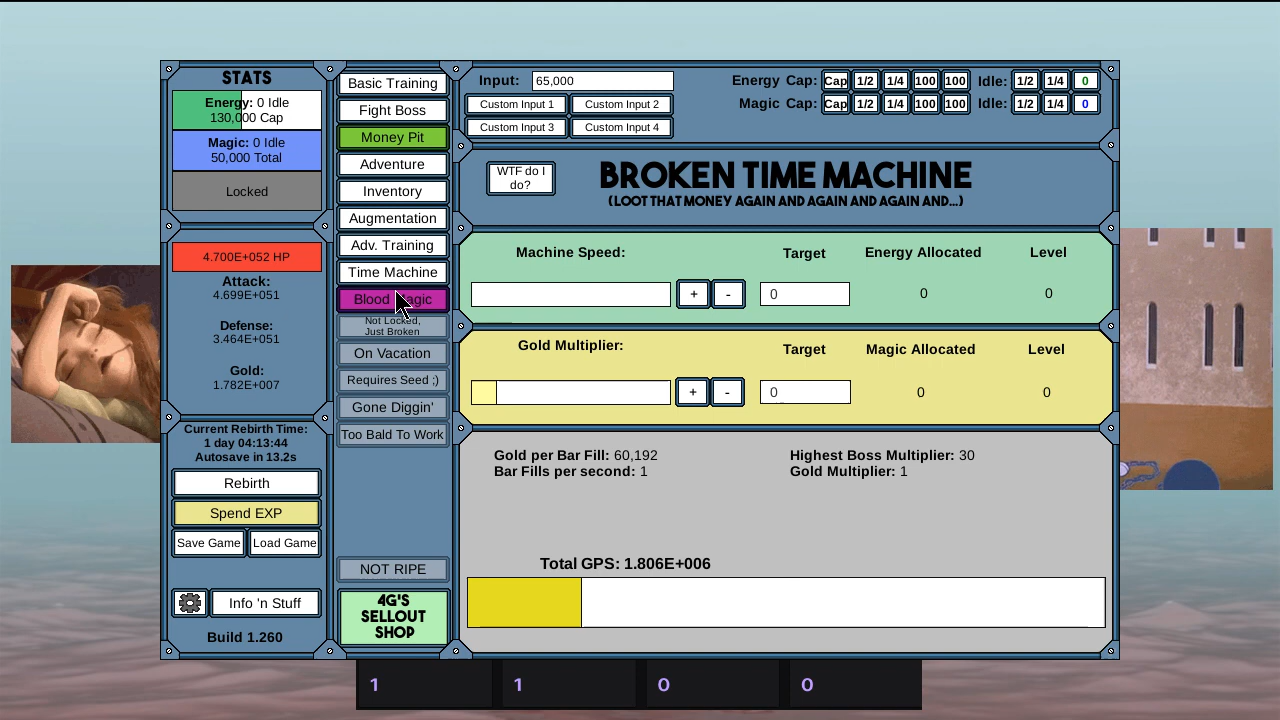 STATS
Energy: 0 Idle
130,000 Cap
Magic: 0 Idle
50,000 Total
Locked
4.700E+052 HP
Attack:
4.699E+051
Defense:
3.464E+051
Gold:
1.782E+007
Current Rebirth Time:
1 day 04:13:44
Autosave in 13.2s
Rebirth
Spend EXP
Save Game
Load Game
Info 'n Stuff
Build 1.260
Basic Training
Fight Boss
Money Pit
Adventure
Inventory
Augmentation
Adv. Training
Time Machine
Blood Magic
Not Locked,
Just Broken
On Vacation
Requires Seed ;)
Gone Diggin'
Too Bald To Work
NOT RIPE
4G'S
SELLOUT
SHOP
Input: 65,000
Custom Input 1
Custom Input 2
Custom Input 3
Custom Input 4
Energy Cap: Cap 1/2 1/4 100 100 Idle: 1/2 1/4 0
Magic Cap: Cap 1/2 1/4 100 100 Idle: 1/2 1/4 0
WTF do I
do?
BROKEN TIME MACHINE
(LOOT THAT MONEY AGAIN AND AGAIN AND AGAIN AND...)
Machine Speed: Target Energy Allocated Level
+ - 0 0 0
Gold Multiplier: Target Magic Allocated Level
+ - 0 0 0
Gold per Bar Fill: 60,192
Bar Fills per second: 1
Highest Boss Multiplier: 30
Gold Multiplier: 1
Total GPS: 1.806E+006
1 1 0 0